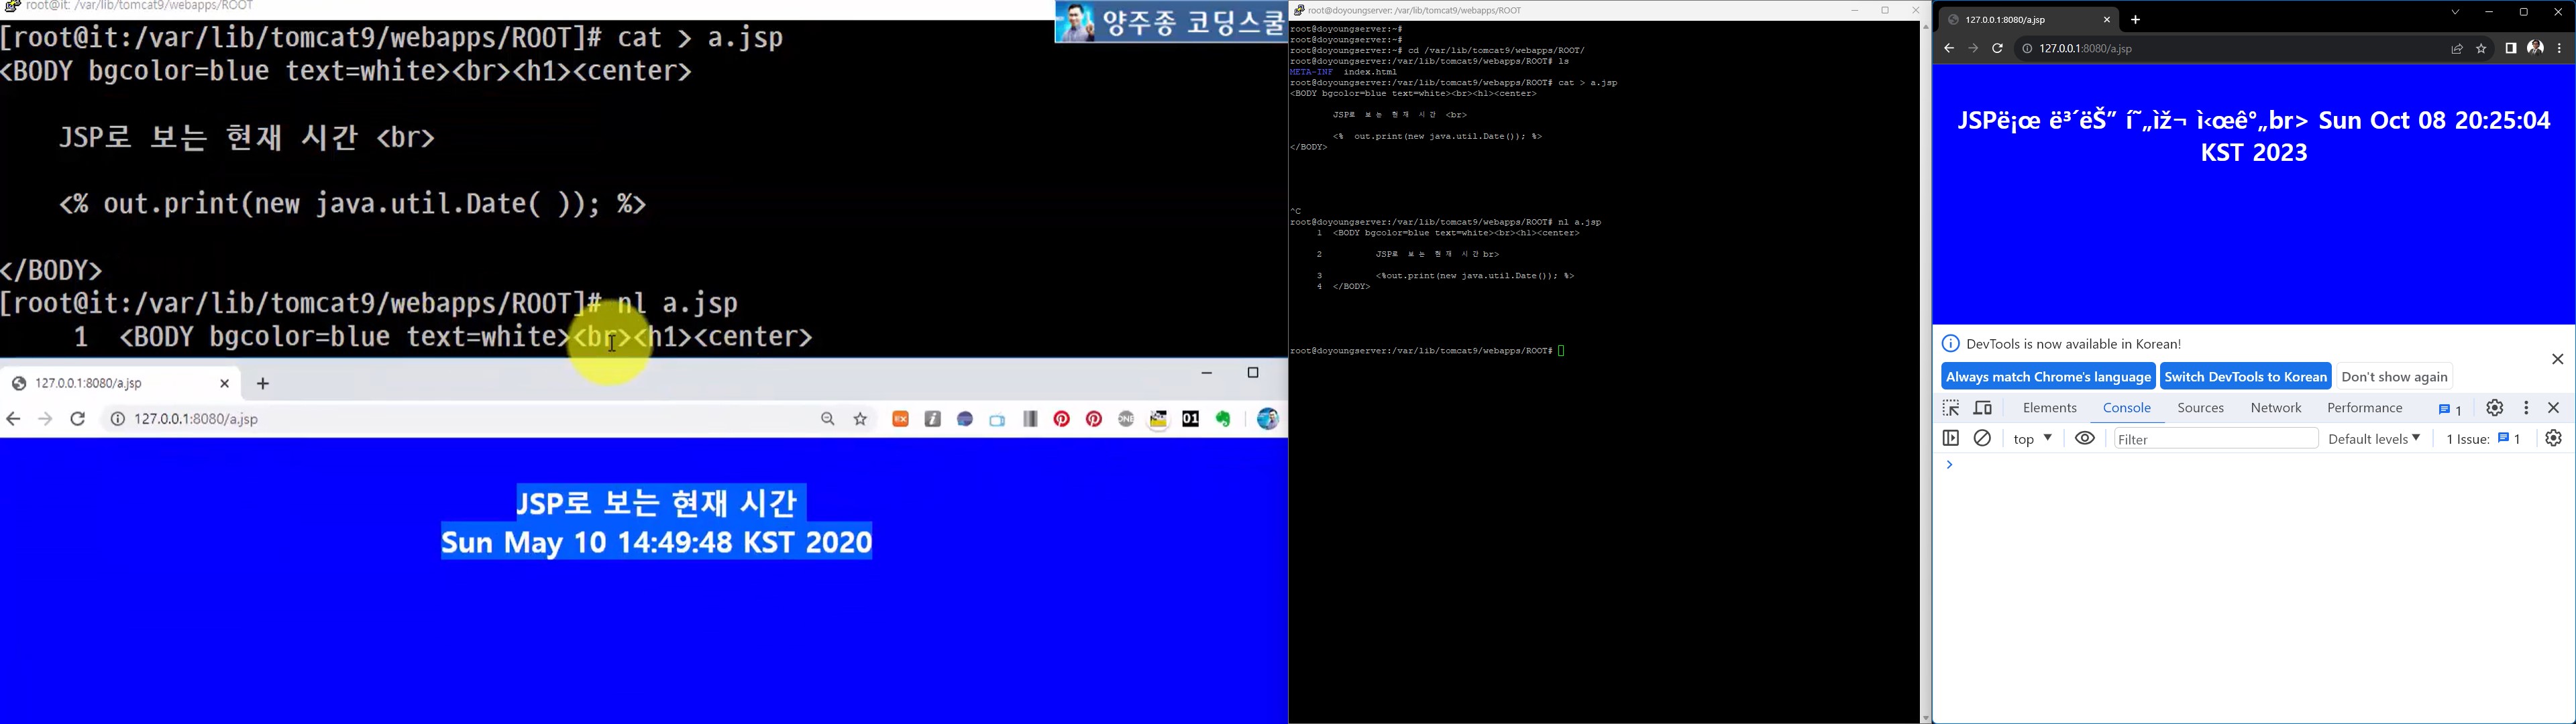 root@it: /var/lib/tomcat9/webapps/ROOT
양주종 코딩스쿨
[root@it:/var/lib/tomcat9/webapps/ROOT]# cat > a.jsp
<BODY bgcolor=blue text=white><br><h1><center>
JSP로 보는 현재 시간 <br>
<% out.print(new java.util.Date( )); %>
</BODY>
[root@it:/var/lib/tomcat9/webapps/ROOT]# nl a.jsp
1 <BODY bgcolor=blue text=white><br><h1><center>
127.0.0.1:8080/a.jsp
127.0.0.1:8080/a.jsp
JSP로 보는 현재 시간
Sun May 10 14:49:48 KST 2020
root@doyoungserver: /var/lib/tomcat9/webapps/ROOT
root@doyoungserver:~#
root@doyoungserver:~#
root@doyoungserver:~# cd /var/lib/tomcat9/webapps/ROOT/
root@doyoungserver:/var/lib/tomcat9/webapps/ROOT# ls
META-INF index.html
root@doyoungserver:/var/lib/tomcat9/webapps/ROOT# cat > a.jsp
<BODY bgcolor=blue text=white><br><h1><center>
JSP로 보는 현재 시간 <br>
<% out.print(new java.util.Date()); %>
</BODY>
^C
root@doyoungserver:/var/lib/tomcat9/webapps/ROOT# nl a.jsp
1 <BODY bgcolor=blue text=white><br><h1><center>
2 JSP로 보는 현재 시간br>
3 <%out.print(new java.util.Date()); %>
4 </BODY>
root@doyoungserver:/var/lib/tomcat9/webapps/ROOT#
127.0.0.1:8080/a.jsp
127.0.0.1:8080/a.jsp
JSPë¡œ ë³´ëŠ” í˜„ìž¬ ì‹œê°„br> Sun Oct 08 20:25:04
KST 2023
DevTools is now available in Korean!
Always match Chrome's language Switch DevTools to Korean Don't show again
Elements Console Sources Network Performance 1
top Filter Default levels 1 Issue: 1